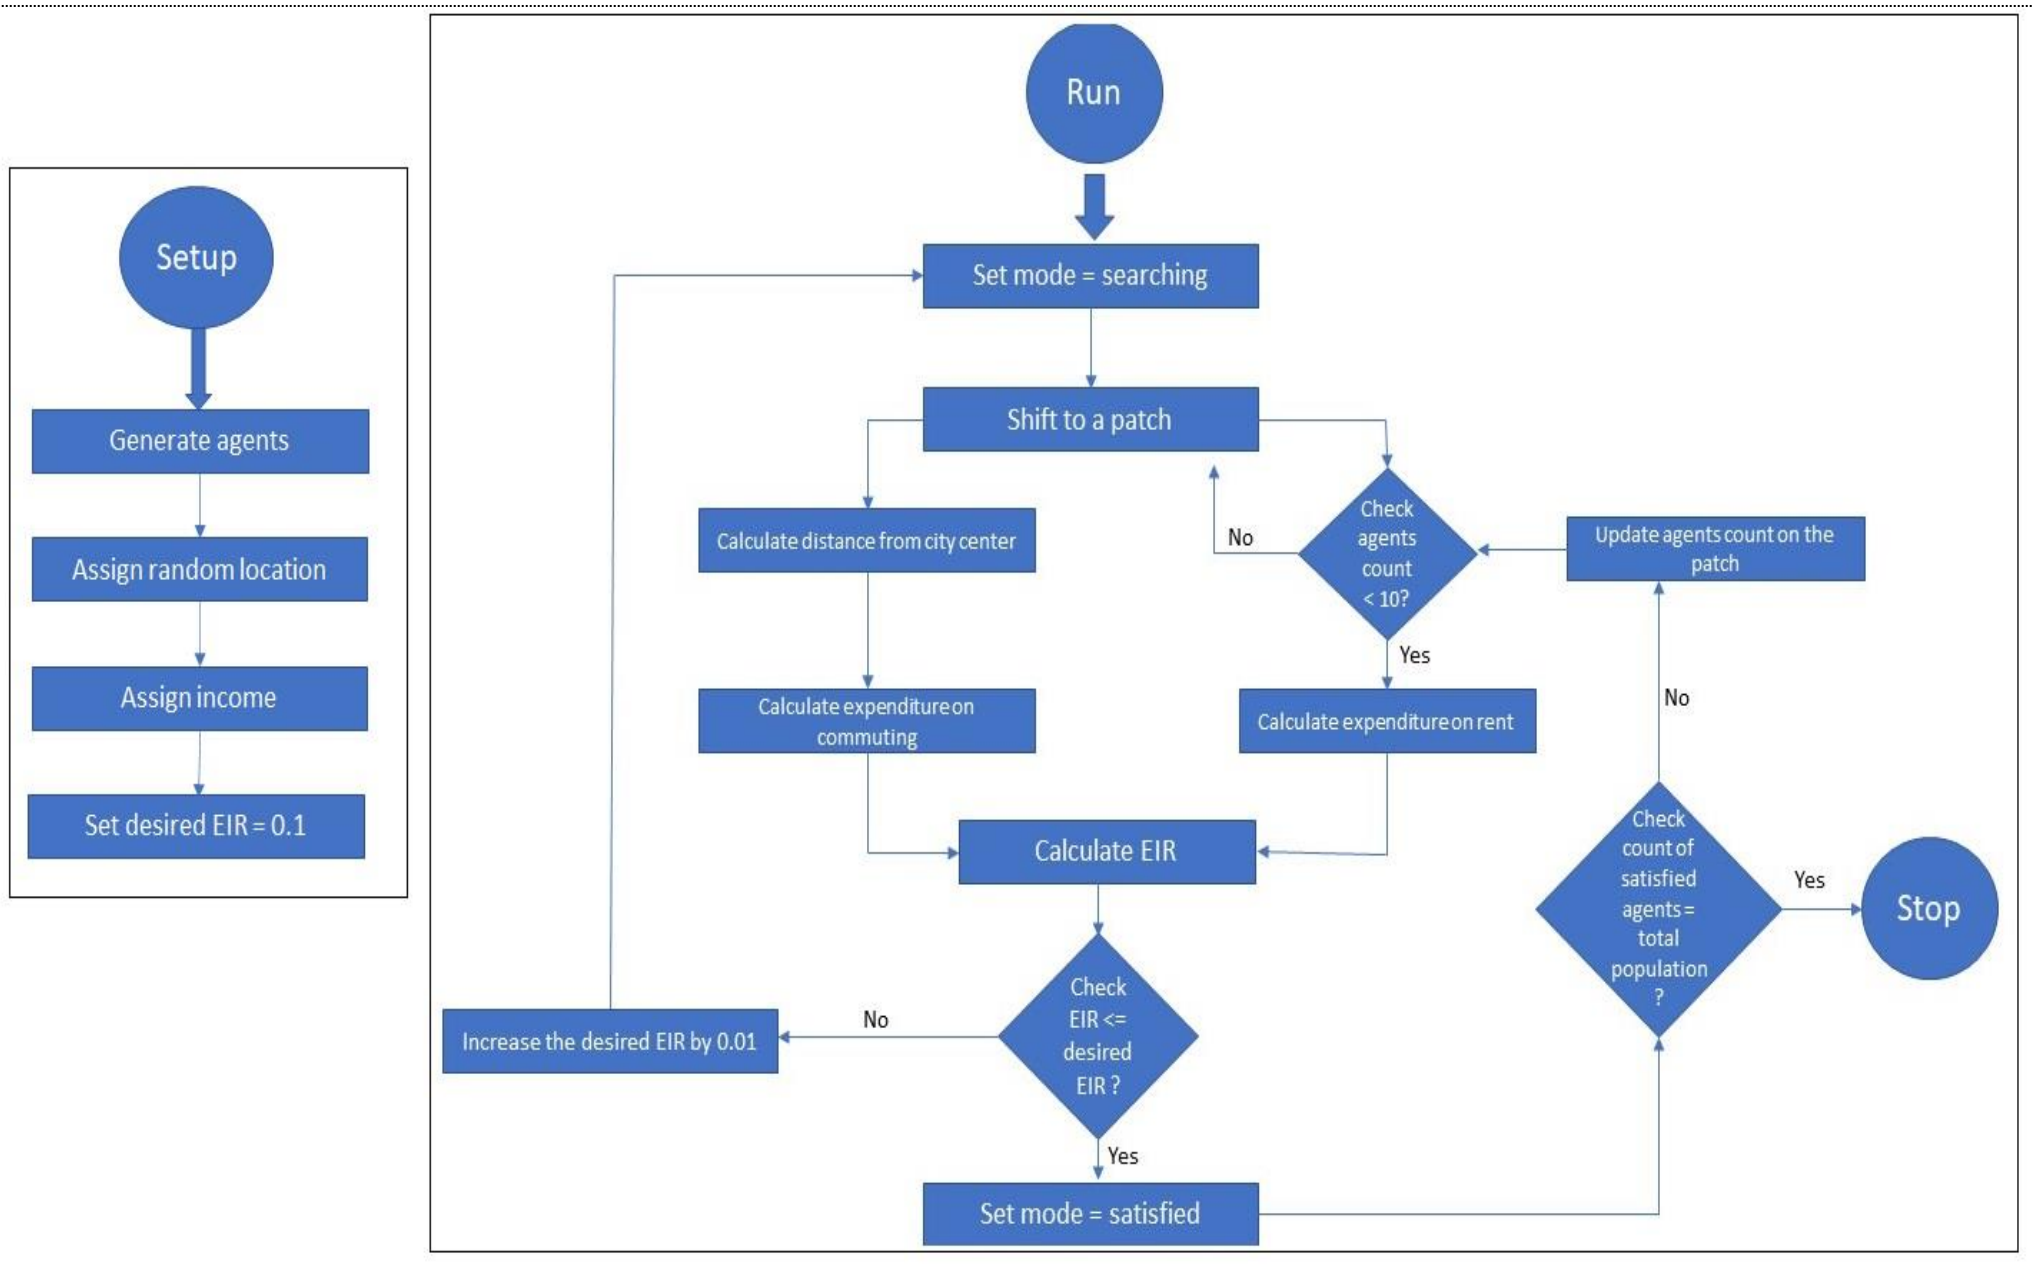 Setup
Generate agents
Assign random location
Assign income
Set desired EIR = 0.1
Run
Set mode = searching
Shift to a patch
Calculate distance from city center
Calculate expenditure on
commuting
Check
agents
count
< 10?
No
Yes
Update agents count on the
patch
Calculate expenditure on rent
Calculate EIR
Check
EIR <=
desired
EIR ?
No
Increase the desired EIR by 0.01
Yes
Set mode = satisfied
Check
count of
satisfied
agents =
total
population
?
No
Yes
Stop